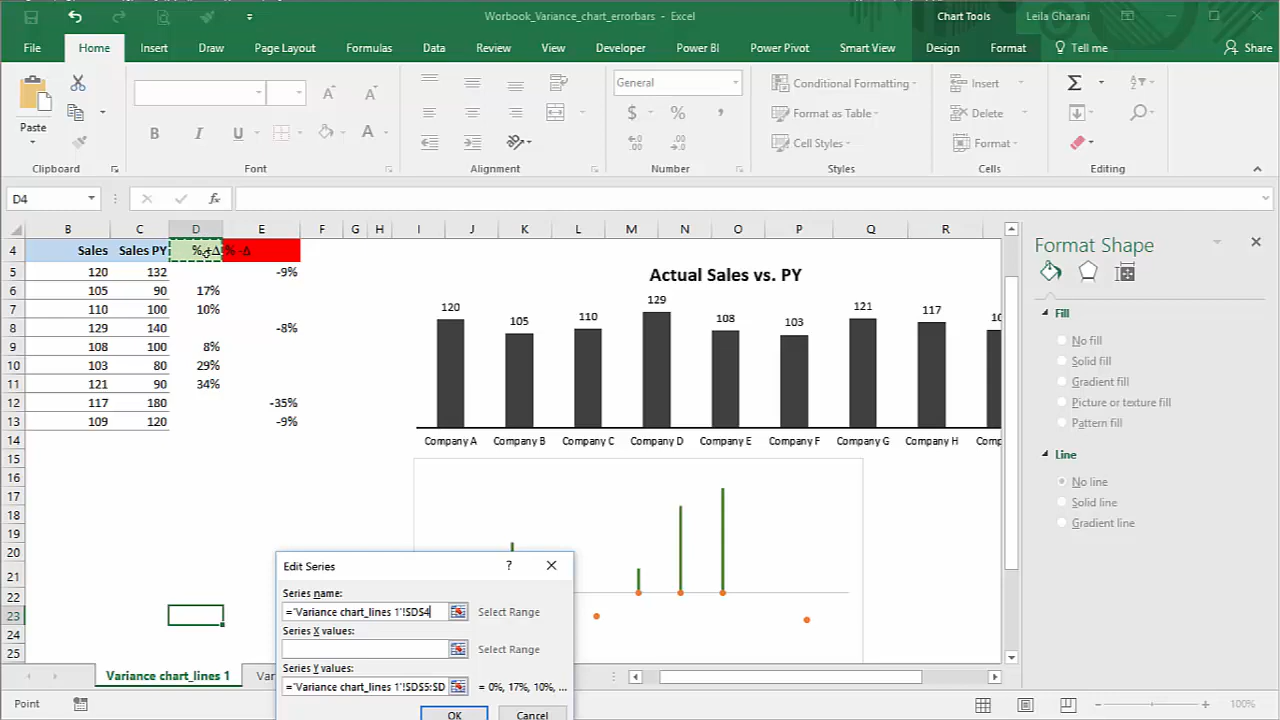 Worbook_Variance_chart_errorbars - Excel
Chart Tools
Leila Gharani
File Home Insert Draw Page Layout Formulas Data Review View Developer Power BI Power Pivot Smart View Design Format Tell me Share
Paste
General
$ % ,
A A
B I U A
Conditional Formatting
Format as Table
Cell Styles
Insert
Delete
Format
Clipboard Font Alignment Number Styles Cells Editing
D4
fx
B C D E F G H I J K L M N O P Q R
4 Sales Sales PY %+Δ % -Δ
5 120 132 -9%
6 105 90 17%
7 110 100 10%
8 129 140 -8%
9 108 100 8%
10 103 80 29%
11 121 90 34%
12 117 180 -35%
13 109 120 -9%
14
15
16
17
18
19
20
21
22
23
24
25
Actual Sales vs. PY
120 105 110 129 108 103 121 117 10
Company A Company B Company C Company D Company E Company F Company G Company H Comp
Edit Series
?
Series name:
='Variance chart_lines 1'!$D$4 Select Range
Series X values:
Select Range
Series Y values:
='Variance chart_lines 1'!$D$5:$D = 0%, 17%, 10%, ...
OK Cancel
Format Shape
Fill
No fill
Solid fill
Gradient fill
Picture or texture fill
Pattern fill
Line
No line
Solid line
Gradient line
Variance chart_lines 1 Var
Point
100%